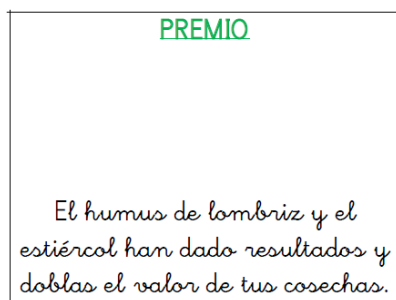 PREMIO
El humus de lombriz y el
estiércol han dado resultados y
doblas el valor de tus cosechas.